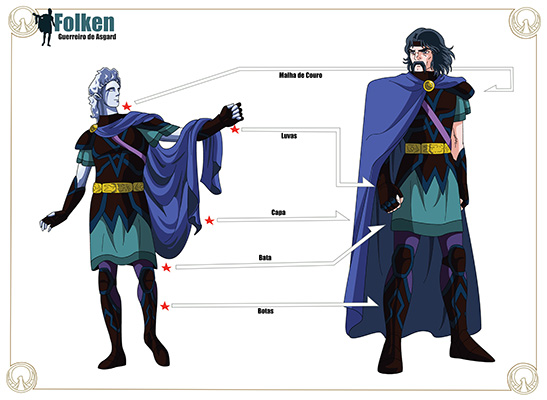 Folken
Guerreiro de Asgard
Malha de Couro
Luvas
Capa
Bata
Botas